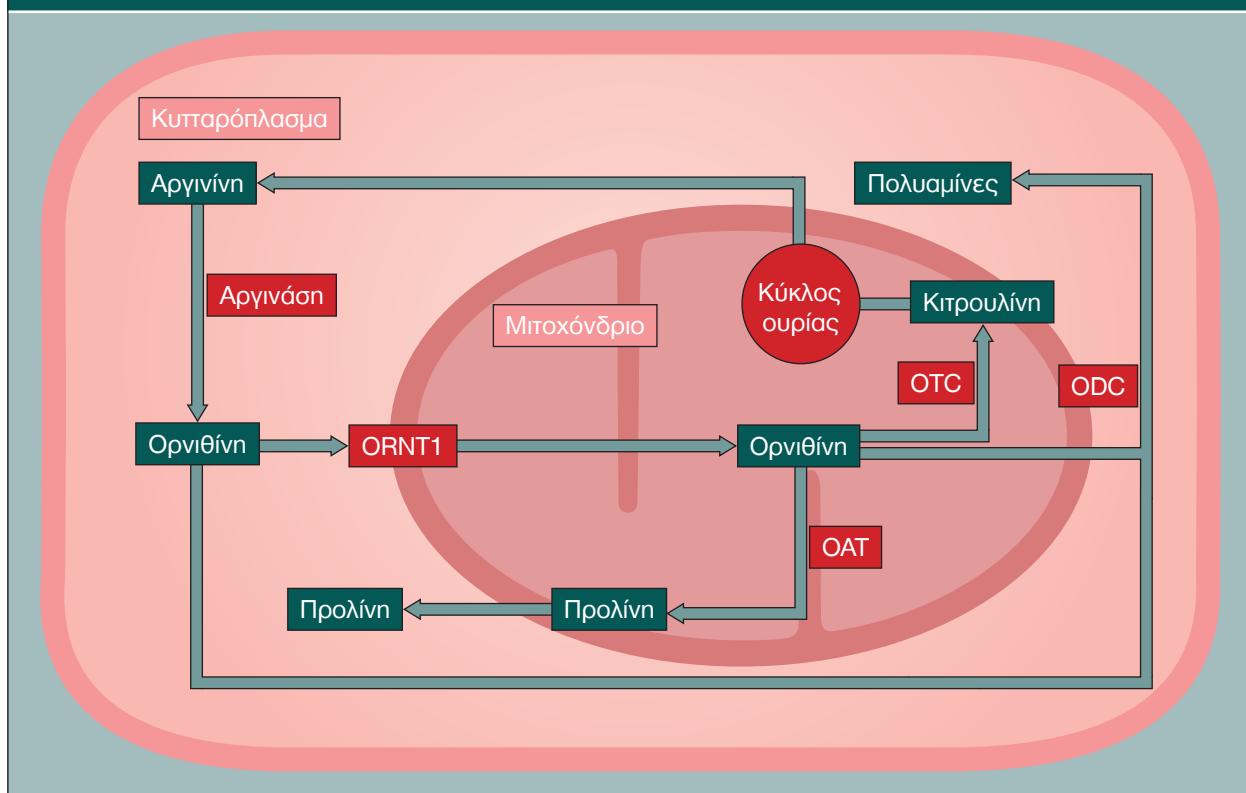 Κυτταρόπλασμα
Αργινίνη
Πολυαμίνες
Αργινάση
Κύκλος
ουρίας
Κιτρουλίνη
Μιτοχόνδριο
OTC
ODC
Ορνιθίνη
ORNT1
Ορνιθίνη
OAT
Προλίνη
Προλίνη